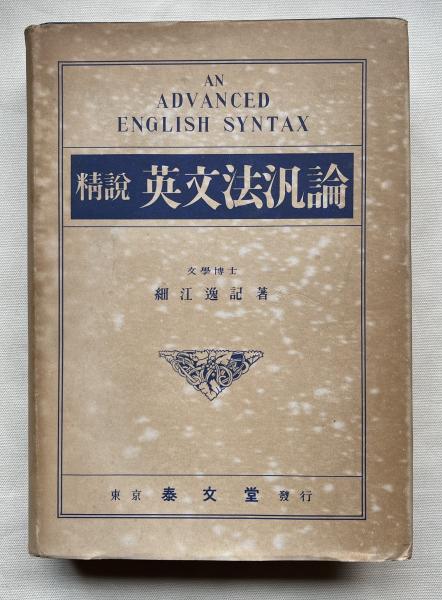 AN
ADVANCED
ENGLISH SYNTAX
精說 英文法汎論
文學博士
細江逸記著
東京 泰文堂 發行